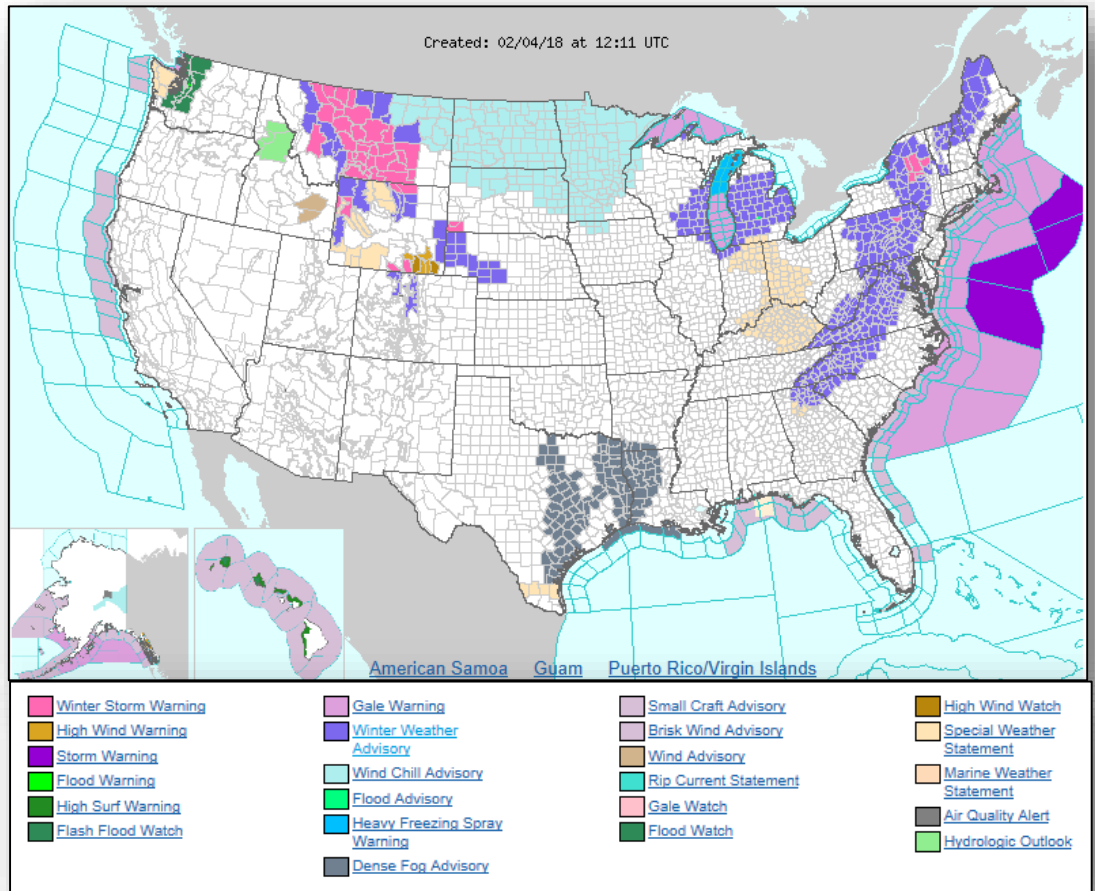 Created: 02/04/18 at 12:11 UTC
American Samoa Guam Puerto Rico/Virgin Islands
Winter Storm Warning
High Wind Warning
Storm Warning
Flood Warning
High Surf Warning
Flash Flood Watch
Gale Warning
Winter Weather
Advisory
Wind Chill Advisory
Flood Advisory
Heavy Freezing Spray
Warning
Dense Fog Advisory
Small Craft Advisory
Brisk Wind Advisory
Wind Advisory
Rip Current Statement
Gale Watch
Flood Watch
High Wind Watch
Special Weather
Statement
Marine Weather
Statement
Air Quality Alert
Hydrologic Outlook